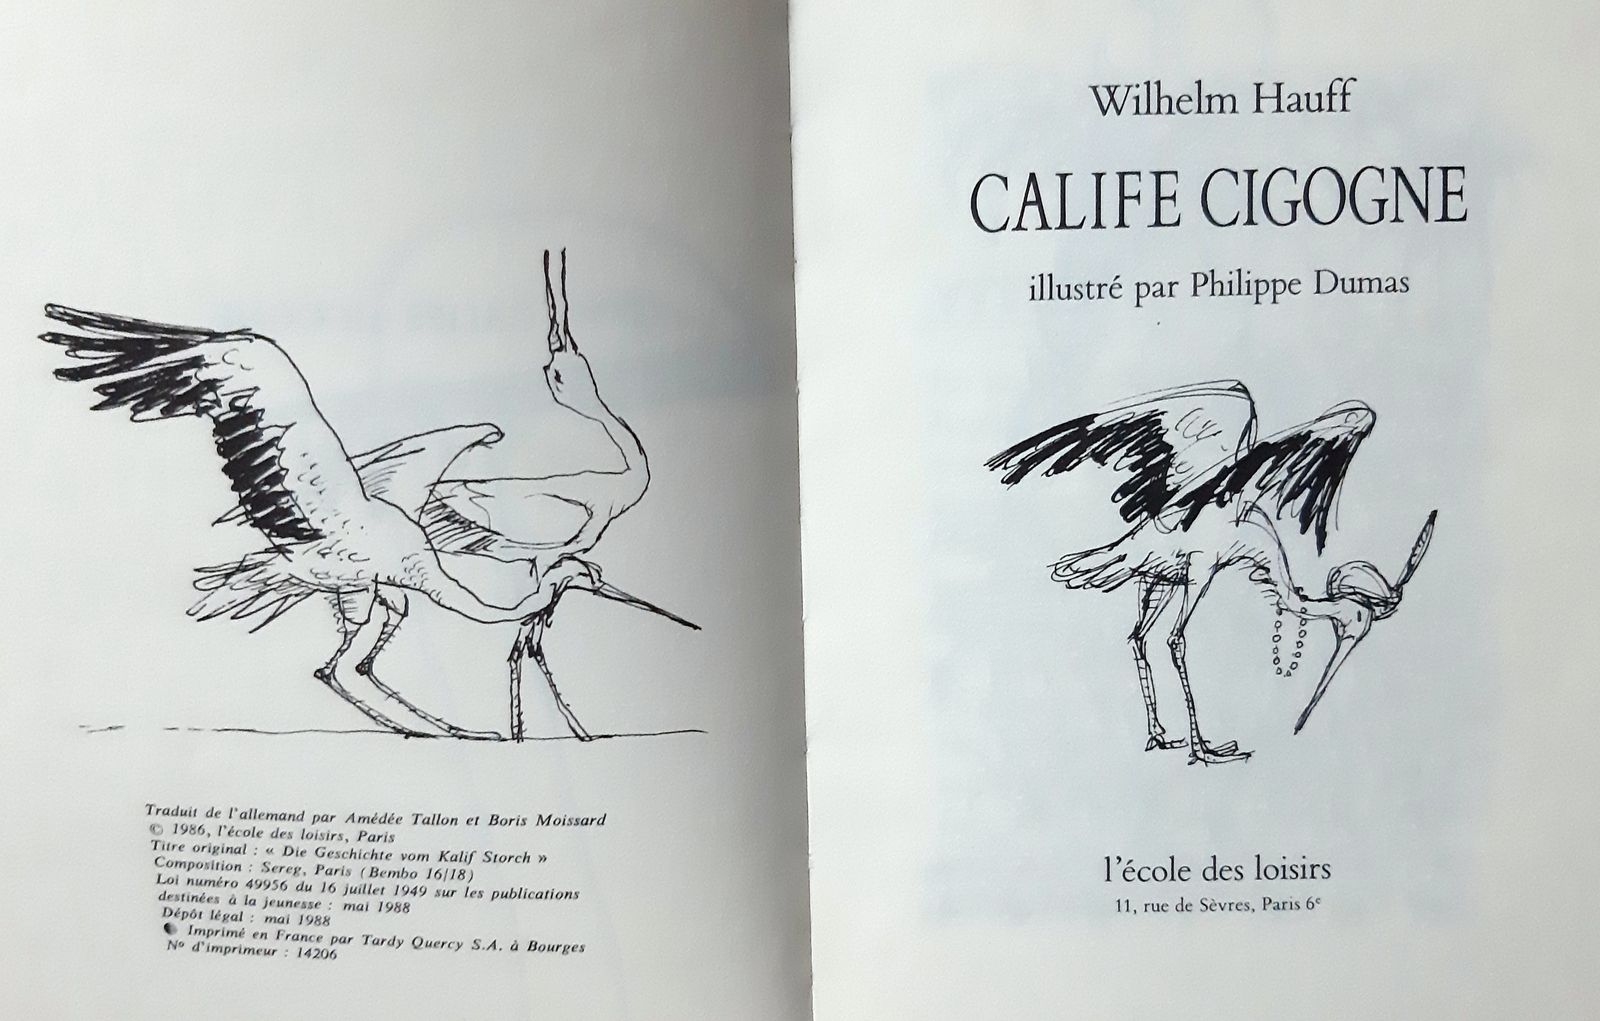 Traduit de l'allemand par Amédée Tallon et Boris Moissard
© 1986, l'école des loisirs, Paris
Titre original : « Die Geschichte vom Kalif Storch »
Composition : Sereg, Paris (Bembo 16/18)
Loi numéro 49956 du 16 juillet 1949 sur les publications
destinées à la jeunesse : mai 1988
Dépôt légal : mai 1988
Imprimé en France par Tardy Quercy S.A. à Bourges
Nº d'imprimeur : 14206
Wilhelm Hauff
CALIFE CIGOGNE
illustré par Philippe Dumas
l'école des loisirs
11, rue de Sèvres, Paris 6e